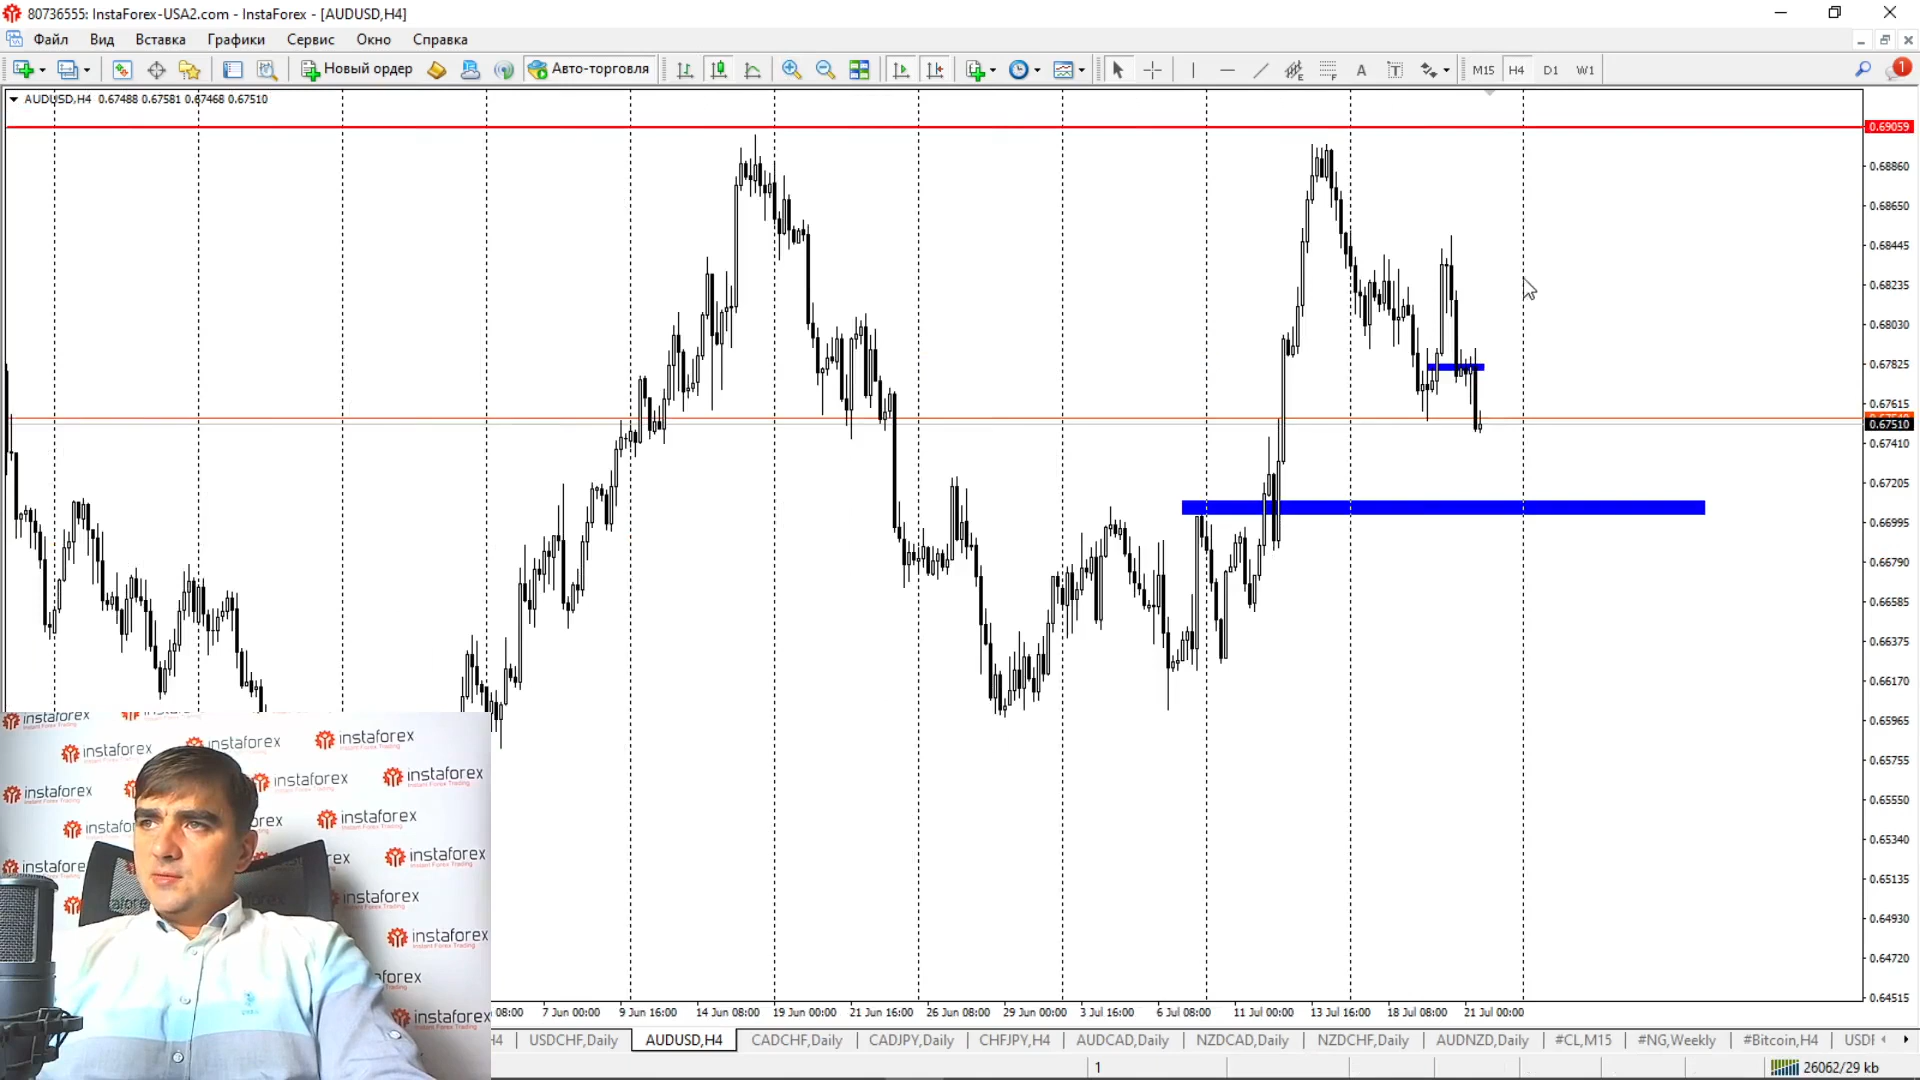 80736555: InstaForex-USA2.com - InstaForex - [AUDUSD,H4]
Файл Вид Вставка Графики Сервис Окно Справка
Новый ордер Авто-торговля A T M15 H4 D1 W1 1
AUDUSD,H4 0.67488 0.67581 0.67468 0.67510
0.69059
0.68860
0.68650
0.68445
0.68235
0.68030
0.67825
0.67615
0.67510
0.67410
0.67205
0.66995
0.66790
0.66585
0.66375
0.66170
0.65965
0.65755
0.65550
0.65340
0.65135
0.64930
0.64720
0.64515
instaforex
Instant Forex Trading
instaforex
instaforex
instaforex
instaforex
instaforex
instaforex
instaforex
instaforex
instaforex
instaforex
instaforex
08:00 7 Jun 00:00 9 Jun 16:00 14 Jun 08:00 19 Jun 00:00 21 Jun 16:00 26 Jun 08:00 29 Jun 00:00 3 Jul 16:00 6 Jul 08:00 11 Jul 00:00 13 Jul 16:00 18 Jul 08:00 21 Jul 00:00
H4 USDCHF,Daily AUDUSD,H4 CADCHF,Daily CADJPY,Daily CHFJPY,H4 AUDCAD,Daily NZDCAD,Daily NZDCHF,Daily AUDNZD,Daily #CL,M15 #NG,Weekly #Bitcoin,H4
1 26062/29 kb